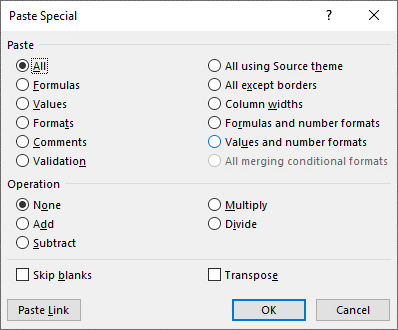 Paste Special
?
Paste
All
Formulas
Values
Formats
Comments
Validation
All using Source theme
All except borders
Column widths
Formulas and number formats
Values and number formats
All merging conditional formats
Operation
None
Add
Subtract
Multiply
Divide
Skip blanks
Transpose
Paste Link
OK
Cancel